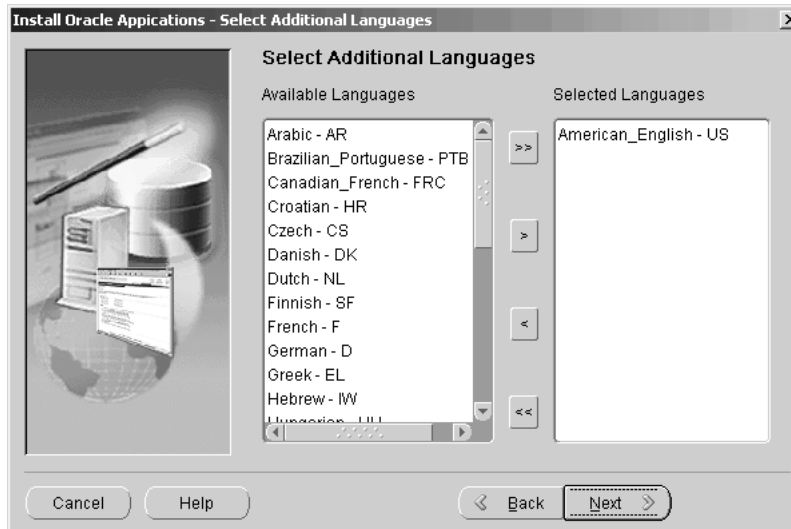 Install Oracle Appications - Select Additional Languages
Select Additional Languages
Available Languages
Selected Languages
Arabic - AR
Brazilian_Portuguese - PTB
Canadian_French - FRC
Croatian - HR
Czech - CS
Danish - DK
Dutch - NL
Finnish - SF
French - F
German - D
Greek - EL
Hebrew - IW
Hungarian - HU
>>
>
<
<<
American_English - US
Cancel
Help
Back
Next